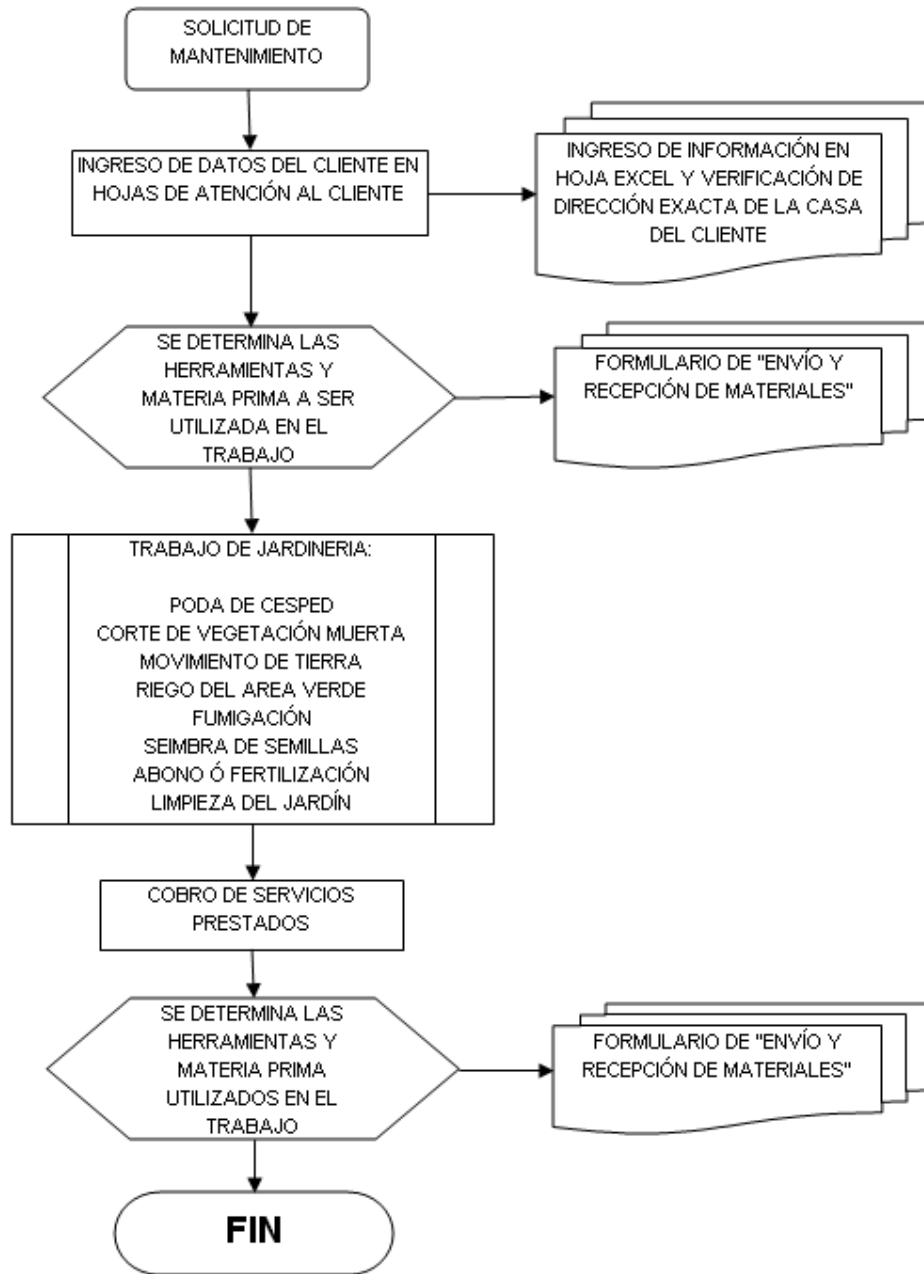 SOLICITUD DE
MANTENIMIENTO
INGRESO DE DATOS DEL CLIENTE EN
HOJAS DE ATENCIÓN AL CLIENTE
INGRESO DE INFORMACIÓN EN
HOJA EXCEL Y VERIFICACIÓN DE
DIRECCIÓN EXACTA DE LA CASA
DEL CLIENTE
SE DETERMINA LAS
HERRAMIENTAS Y
MATERIA PRIMA A SER
UTILIZADA EN EL
TRABAJO
FORMULARIO DE "ENVÍO Y
RECEPCIÓN DE MATERIALES"
TRABAJO DE JARDINERIA:
PODA DE CESPED
CORTE DE VEGETACIÓN MUERTA
MOVIMIENTO DE TIERRA
RIEGO DEL AREA VERDE
FUMIGACIÓN
SEIMBRA DE SEMILLAS
ABONO Ó FERTILIZACIÓN
LIMPIEZA DEL JARDÍN
COBRO DE SERVICIOS
PRESTADOS
SE DETERMINA LAS
HERRAMIENTAS Y
MATERIA PRIMA
UTILIZADOS EN EL
TRABAJO
FORMULARIO DE "ENVÍO Y
RECEPCIÓN DE MATERIALES"
FIN